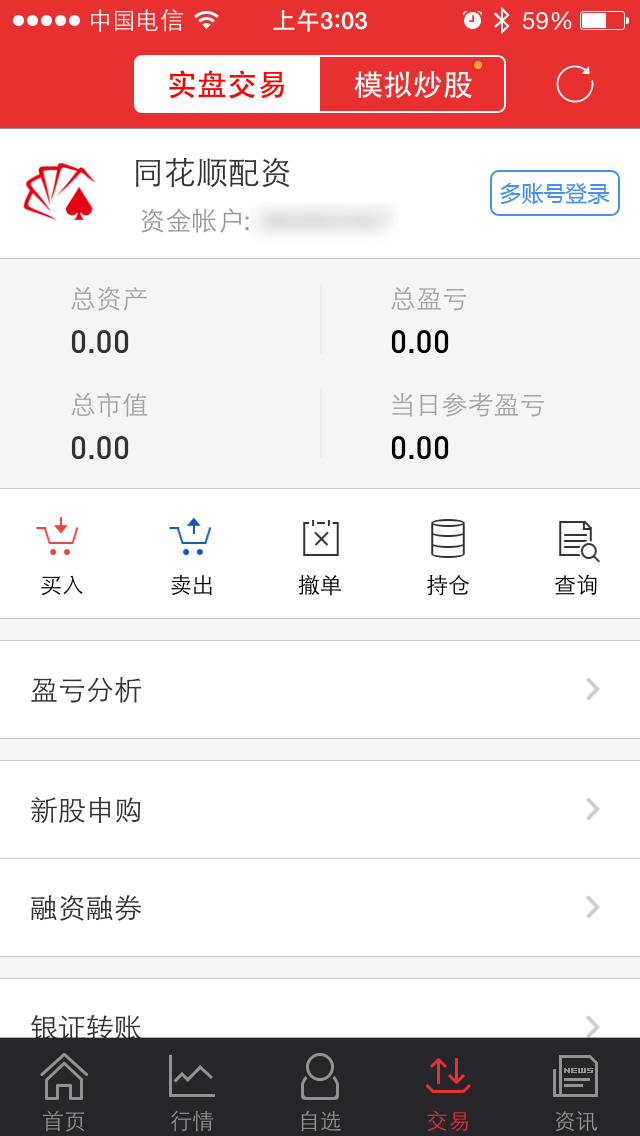 中国电信 上午3:03 59%
实盘交易 模拟炒股
同花顺配资
多账号登录
资金帐户:
总资产 总盈亏
0.00 0.00
总市值 当日参考盈亏
0.00 0.00
买入 卖出 撤单 持仓 查询
盈亏分析
新股申购
融资融券
银证转账
NEWS
首页 行情 自选 交易 资讯